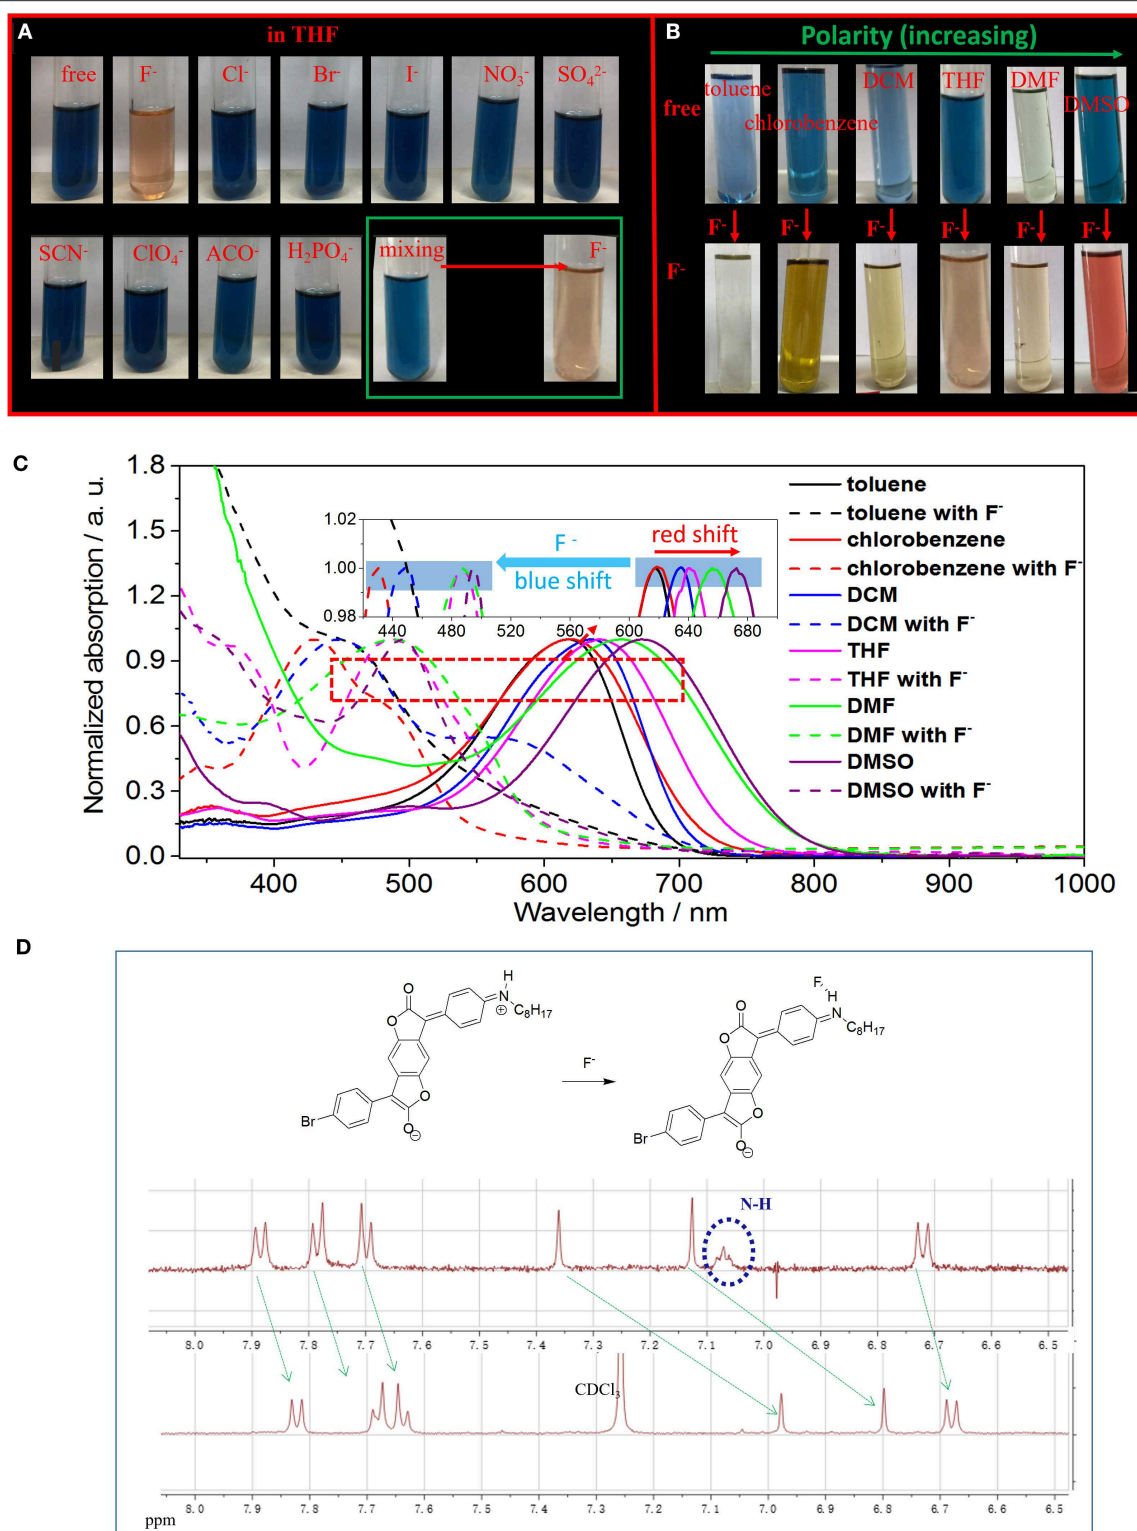 A
in THF
free F⁻ Cl⁻ Br⁻ I⁻ NO₃⁻ SO₄²⁻
SCN⁻ ClO₄⁻ ACO⁻ H₂PO₄⁻ mixing F⁻
B
Polarity (increasing)
free
toluene chlorobenzene DCM THF DMF DMSO
F⁻ F⁻ F⁻ F⁻ F⁻ F⁻
F⁻
C
Normalized absorption / a. u.
1.8
1.5
1.2
0.9
0.6
0.3
0.0
400 500 600 700 800 900 1000
Wavelength / nm
1.02
1.00
0.98
440 480 520 560 600 640 680
F⁻
blue shift
red shift
toluene
toluene with F⁻
chlorobenzene
chlorobenzene with F⁻
DCM
DCM with F⁻
THF
THF with F⁻
DMF
DMF with F⁻
DMSO
DMSO with F⁻
D
O O H N ⊕ C₈H₁₇
Br O O⊖
F⁻
O O F H N C₈H₁₇
Br O O⊖
N-H
8.0 7.9 7.8 7.7 7.6 7.5 7.4 7.3 7.2 7.1 7.0 6.9 6.8 6.7 6.6 6.5
CDCl₃
8.0 7.9 7.8 7.7 7.6 7.5 7.4 7.3 7.2 7.1 7.0 6.9 6.8 6.7 6.6 6.5
ppm